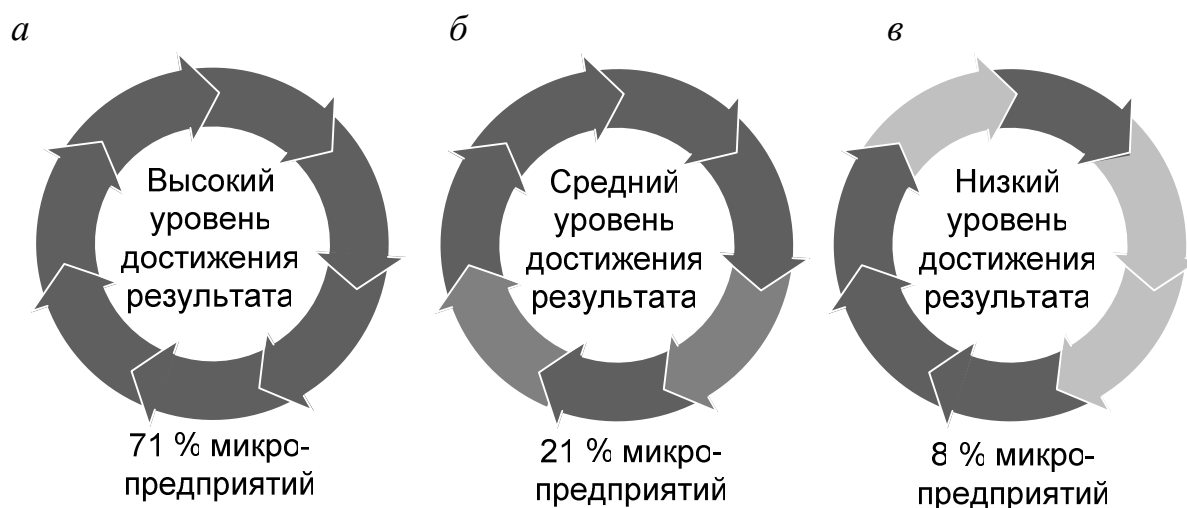 а
Высокий
уровень
достижения
результата
71 % микро-
предприятий
б
Средний
уровень
достижения
результата
21 % микро-
предприятий
в
Низкий
уровень
достижения
результата
8 % микро-
предприятий